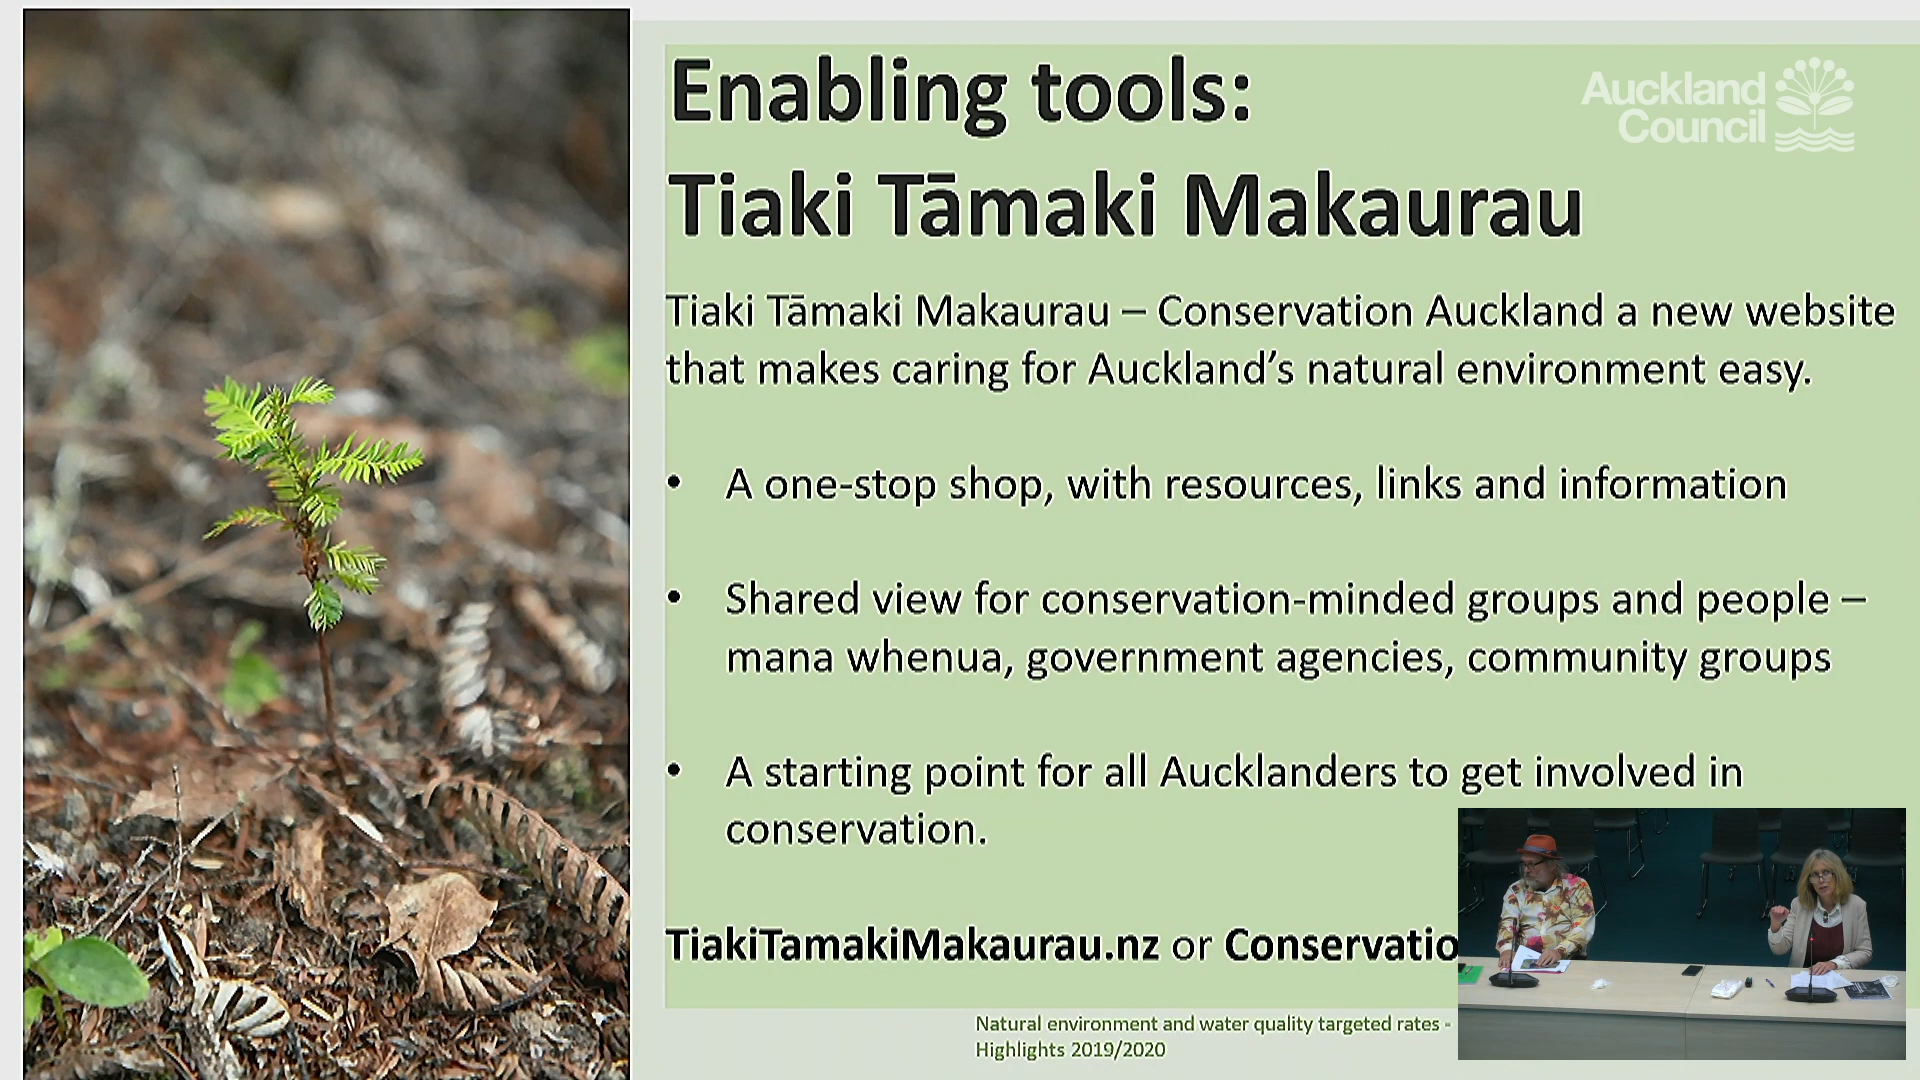 Enabling tools:
Auckland
Council
Tiaki Tāmaki Makaurau
Tiaki Tāmaki Makaurau – Conservation Auckland a new website
that makes caring for Auckland’s natural environment easy.
• A one-stop shop, with resources, links and information
• Shared view for conservation-minded groups and people –
mana whenua, government agencies, community groups
• A starting point for all Aucklanders to get involved in
conservation.
TiakiTamakiMakaurau.nz or
Natural environment and water quality targeted rates -
Highlights 2019/2020